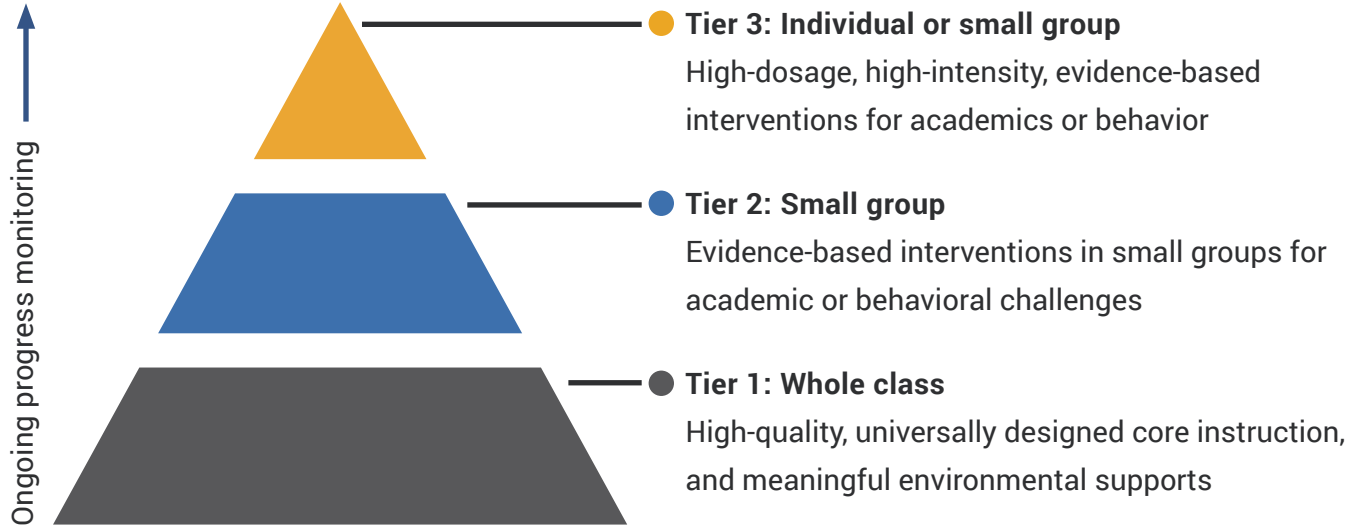 Ongoing progress monitoring
Tier 3: Individual or small group
High-dosage, high-intensity, evidence-based
interventions for academics or behavior
Tier 2: Small group
Evidence-based interventions in small groups for
academic or behavioral challenges
Tier 1: Whole class
High-quality, universally designed core instruction,
and meaningful environmental supports